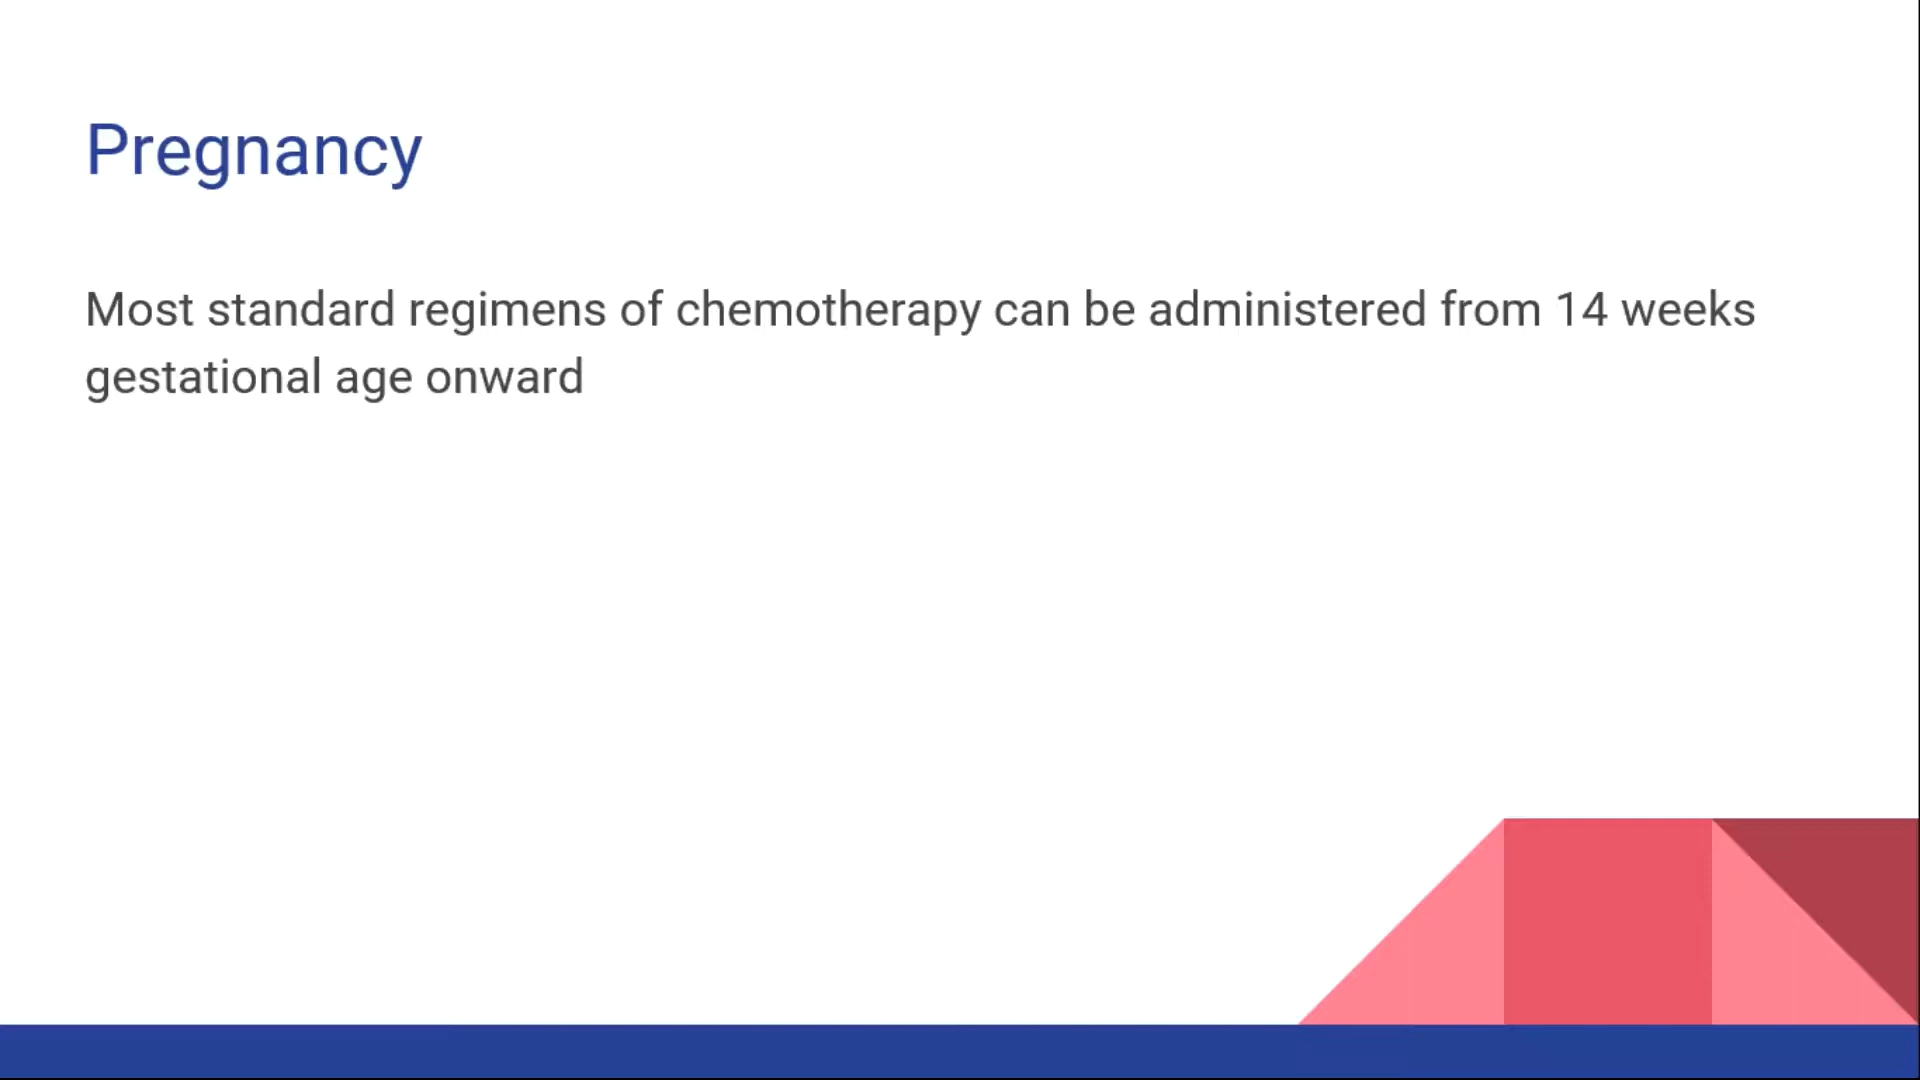 Pregnancy
Most standard regimens of chemotherapy can be administered from 14 weeks
gestational age onward